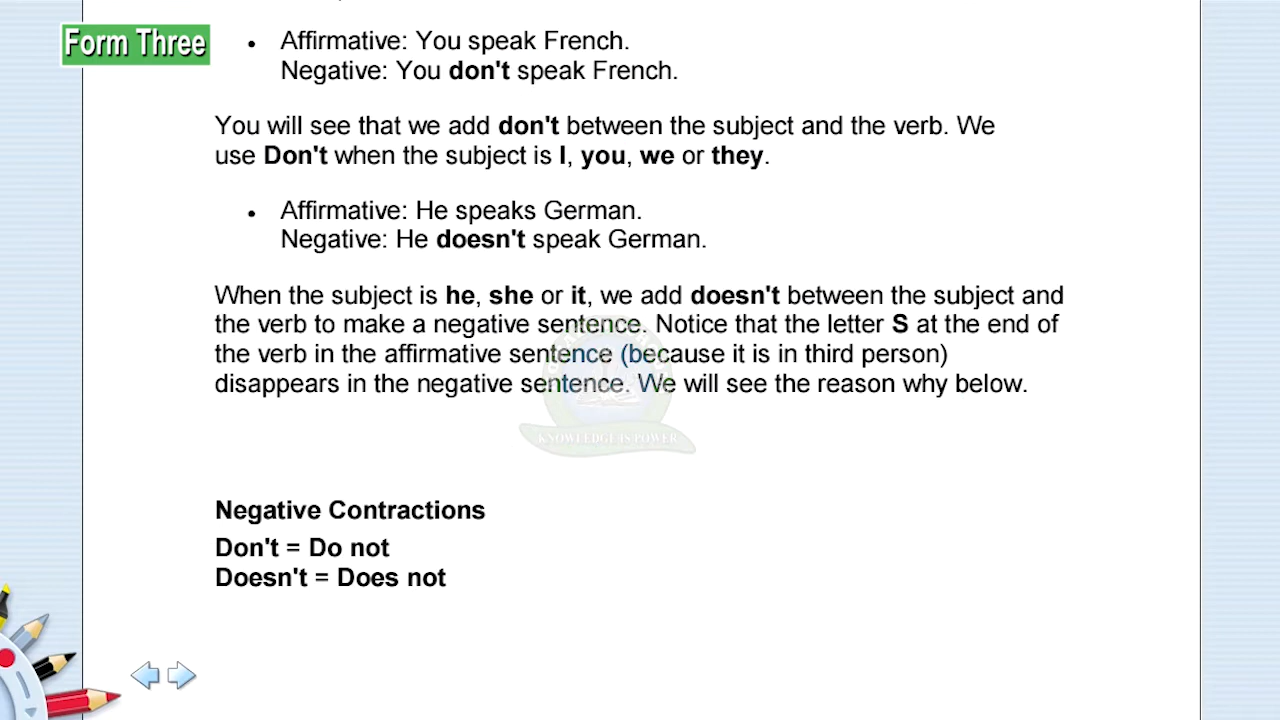 Form Three
• Affirmative: You speak French.
Negative: You don't speak French.
You will see that we add don't between the subject and the verb. We
use Don't when the subject is I, you, we or they.
• Affirmative: He speaks German.
Negative: He doesn't speak German.
When the subject is he, she or it, we add doesn't between the subject and
the verb to make a negative sentence. Notice that the letter S at the end of
the verb in the affirmative sentence (because it is in third person)
disappears in the negative sentence. We will see the reason why below.
KNOWLEDGE IS POWER
Negative Contractions
Don't = Do not
Doesn't = Does not